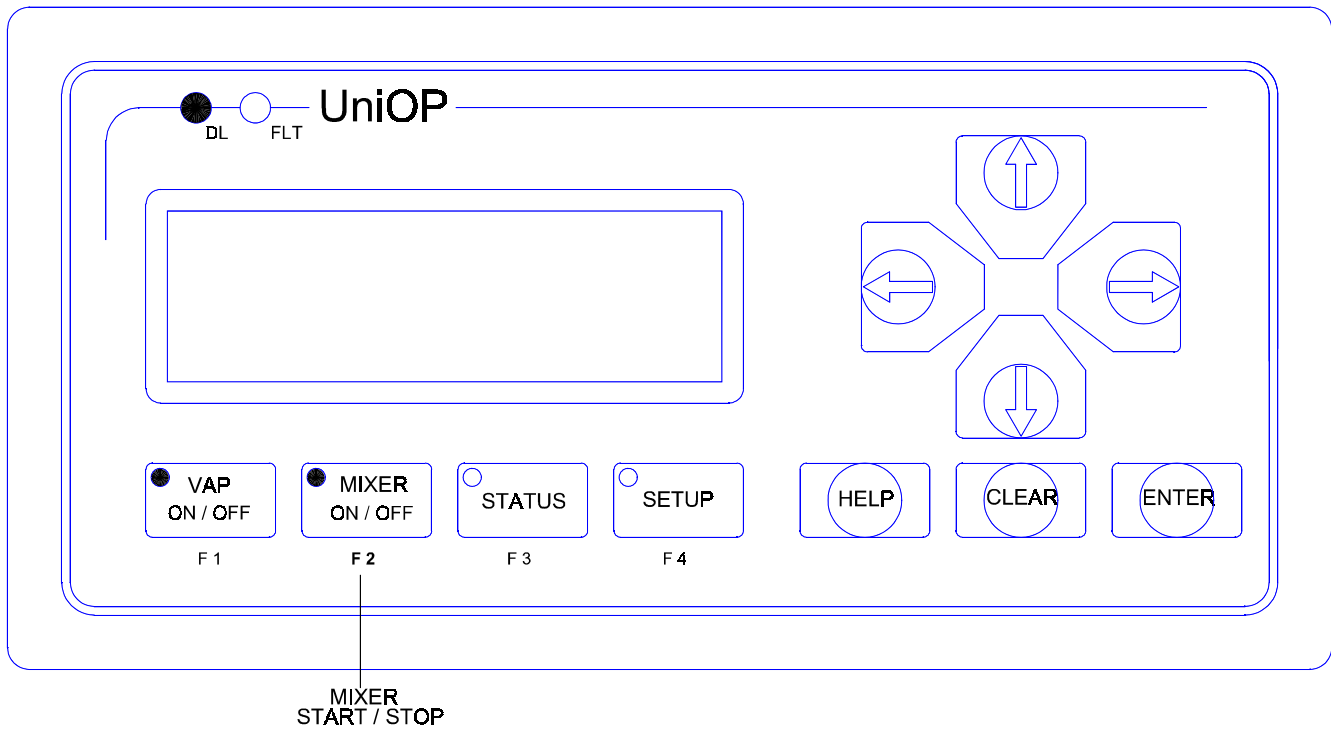 UniOP
DL FLT
VAP
ON / OFF
MIXER
ON / OFF
STATUS
SETUP
HELP
CLEAR
ENTER
F 1 F 2 F 3 F 4
MIXER
START / STOP